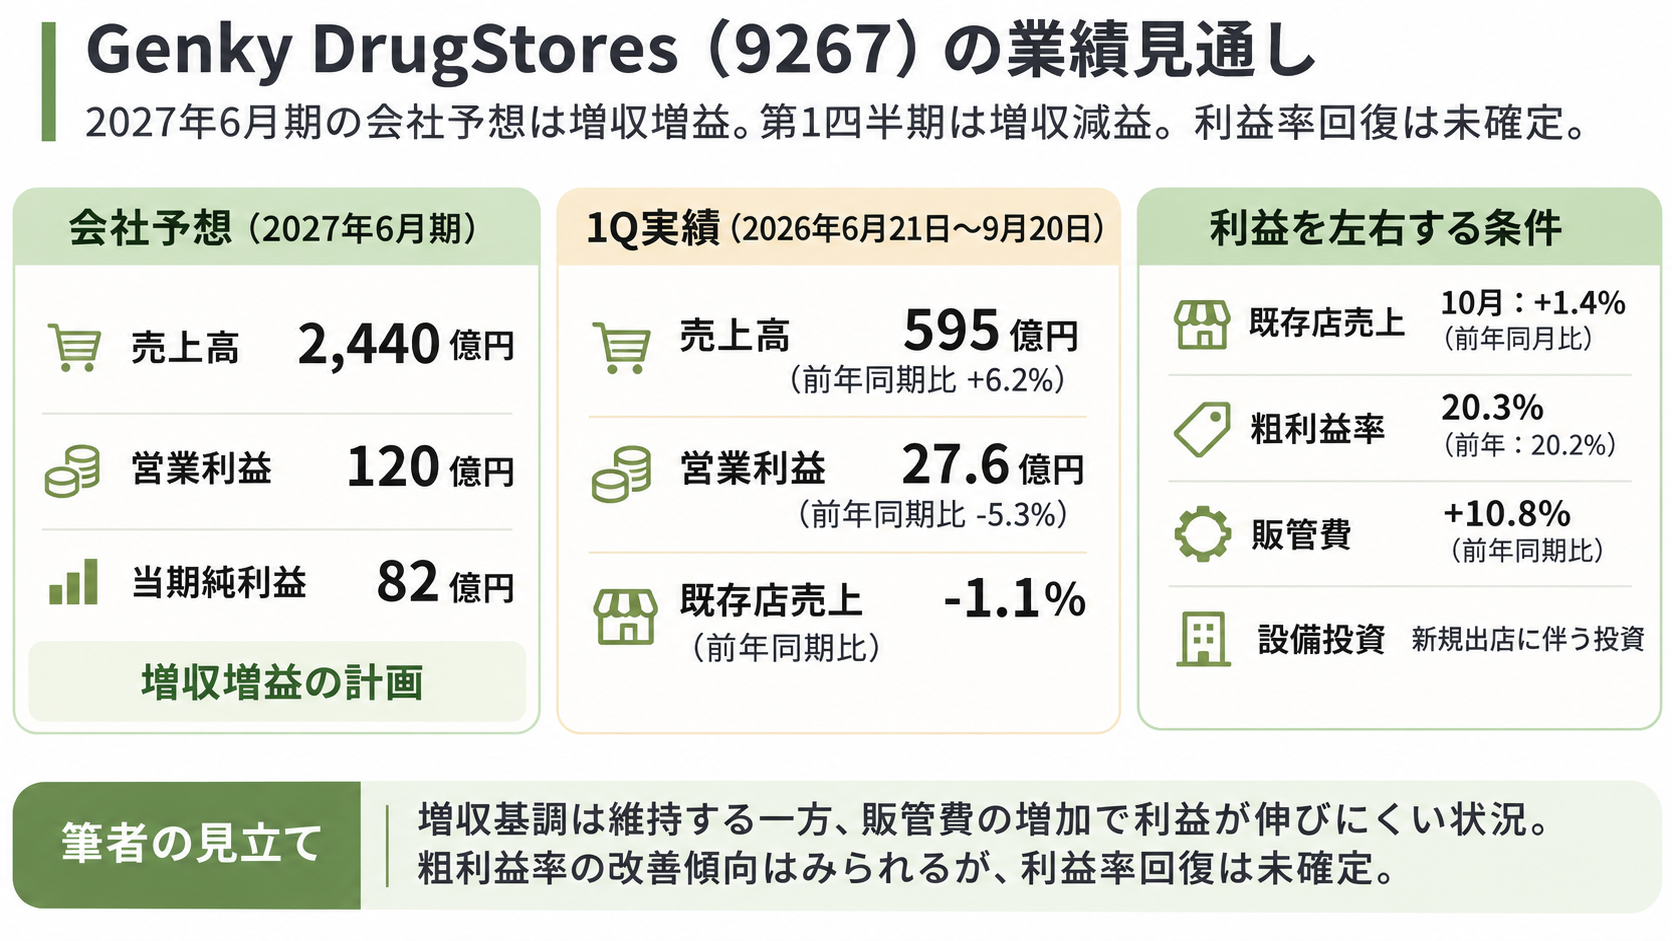 Genky DrugStores（9267）の業績見通し
2027年6月期の会社予想は増収増益。第1四半期は増収減益。利益率回復は未確定。
会社予想（2027年6月期）
売上高 2,440億円
営業利益 120億円
当期純利益 82億円
増収増益の計画
1Q実績（2026年6月21日～9月20日）
売上高 595億円
（前年同期比 +6.2%）
営業利益 27.6億円
（前年同期比 -5.3%）
既存店売上 -1.1%
（前年同期比）
利益を左右する条件
既存店売上 10月：+1.4%
（前年同月比）
粗利益率 20.3%
（前年：20.2%）
販管費 +10.8%
（前年同期比）
設備投資 新規出店に伴う投資
筆者の見立て
増収基調は維持する一方、販管費の増加で利益が伸びにくい状況。
粗利益率の改善傾向はみられるが、利益率回復は未確定。